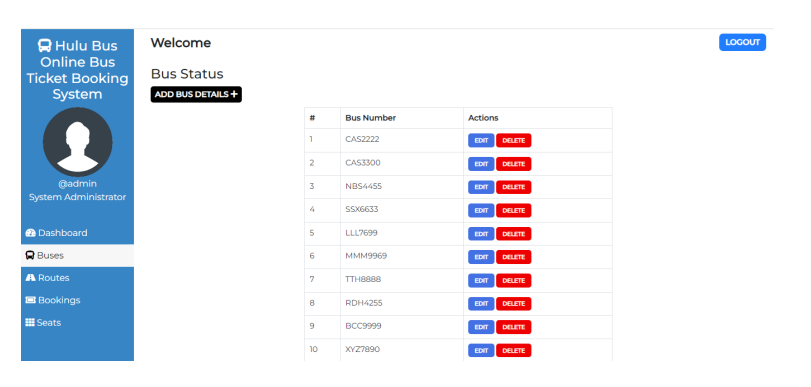 Hulu Bus
Online Bus
Ticket Booking
System
@admin
System Administrator
Dashboard
Buses
Routes
Bookings
Seats
Welcome
LOGOUT
Bus Status
ADD BUS DETAILS +
# Bus Number Actions
1 CAS2222 EDIT DELETE
2 CAS3300 EDIT DELETE
3 NBS4455 EDIT DELETE
4 SSX6633 EDIT DELETE
5 LLL7699 EDIT DELETE
6 MMM9969 EDIT DELETE
7 TTH8888 EDIT DELETE
8 RDH4255 EDIT DELETE
9 BCC9999 EDIT DELETE
10 XYZ7890 EDIT DELETE